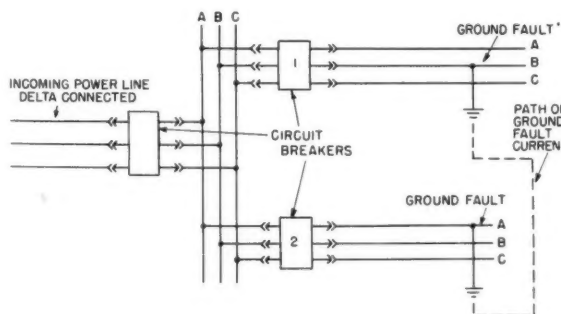 A B C
GROUND FAULT
A
1
B
C
INCOMING POWER LINE
DELTA CONNECTED
CIRCUIT
BREAKERS
PATH OF
GROUND
FAULT
CURRENT
GROUND FAULT
A
2
B
C